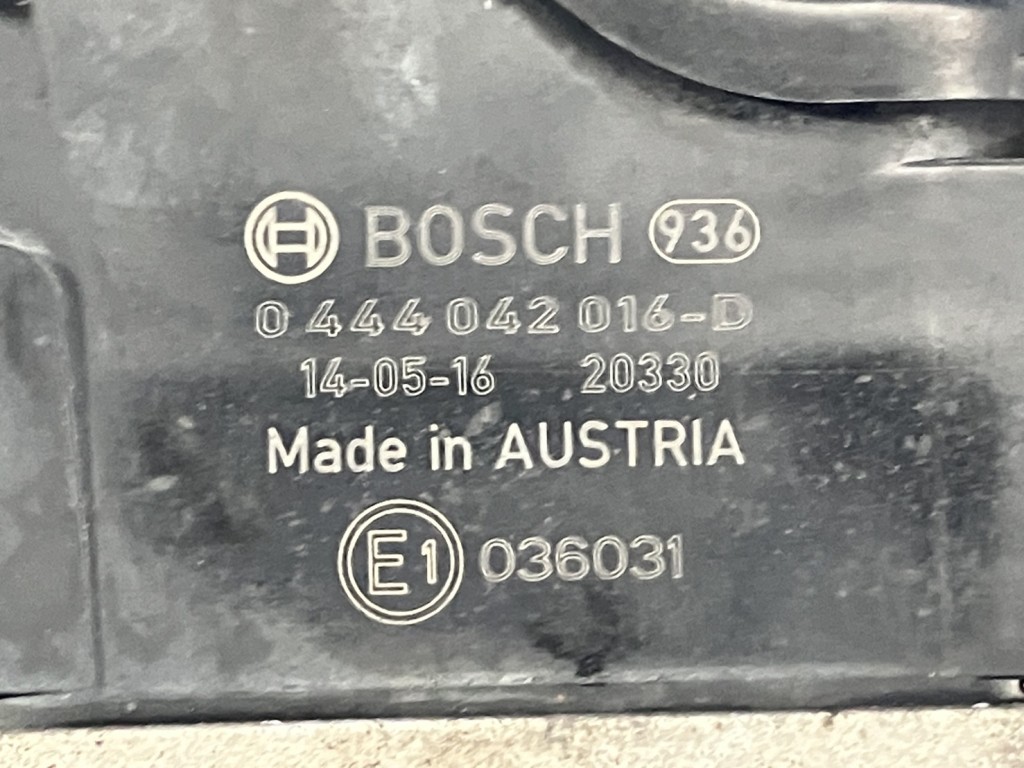 BOSCH 936
0 444 042 016-D
14-05-16 20330
Made in AUSTRIA
E1 036031